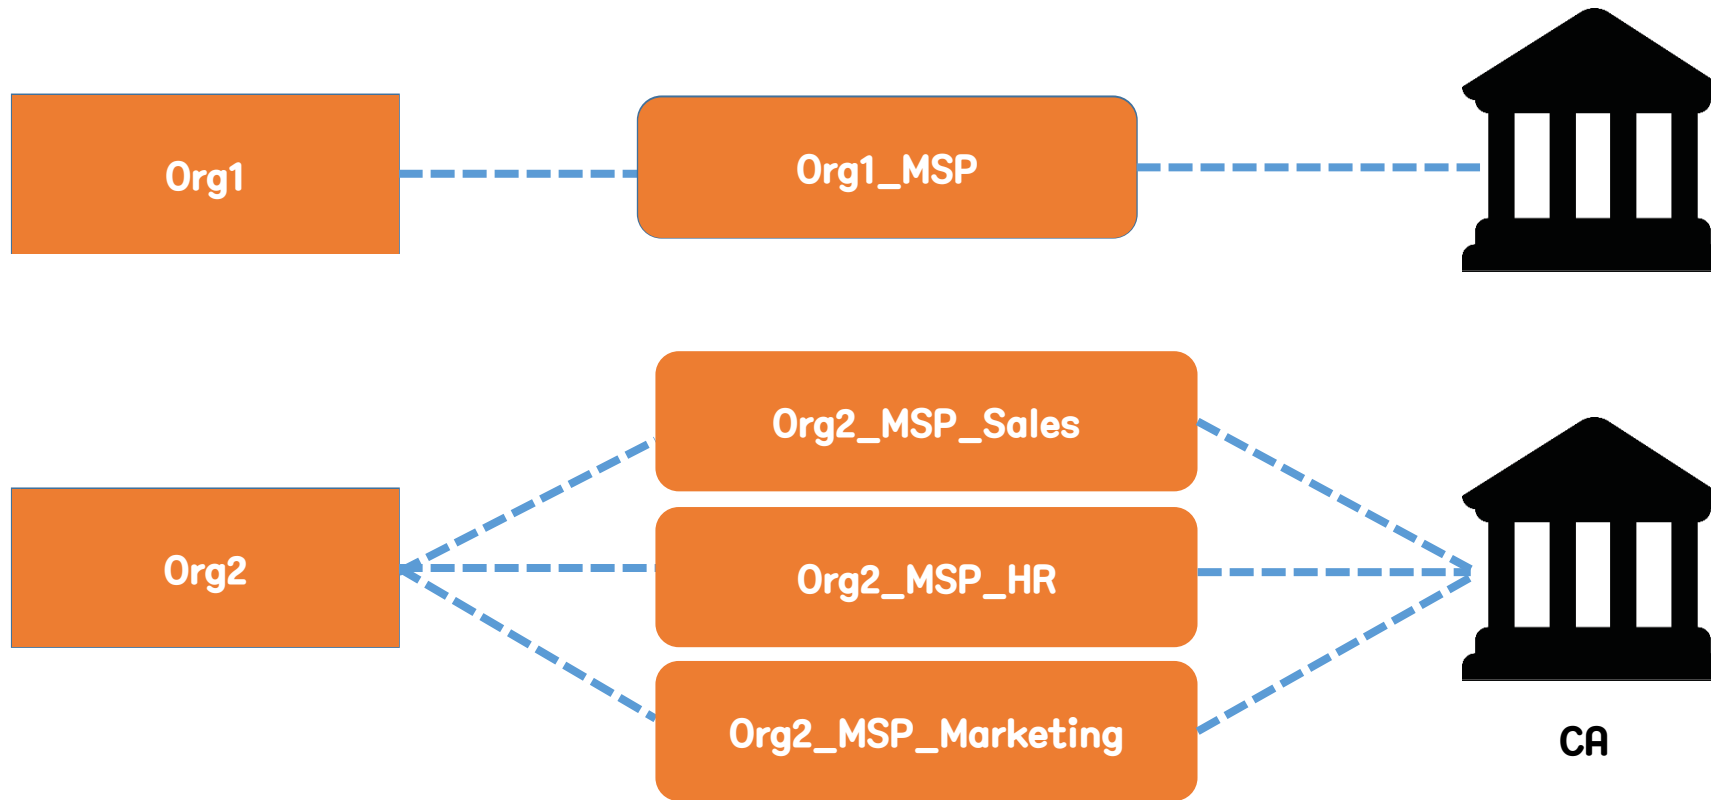 Org1
Org1_MSP
Org2_MSP_Sales
Org2
Org2_MSP_HR
Org2_MSP_Marketing
CA